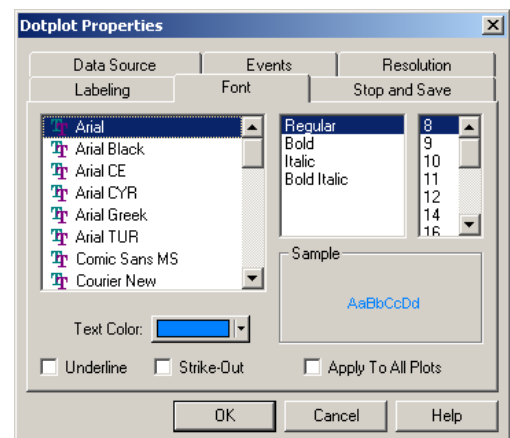 Dotplot Properties
Data Source Events Resolution
Labeling Font Stop and Save
Arial Regular 8
Arial Black Bold 9
Arial CE Italic 10
Arial CYR Bold Italic 11
Arial Greek 12
Arial TUR 14
Comic Sans MS 16
Courier New
Sample
AaBbCcDd
Text Color:
Underline Strike-Out Apply To All Plots
OK Cancel Help